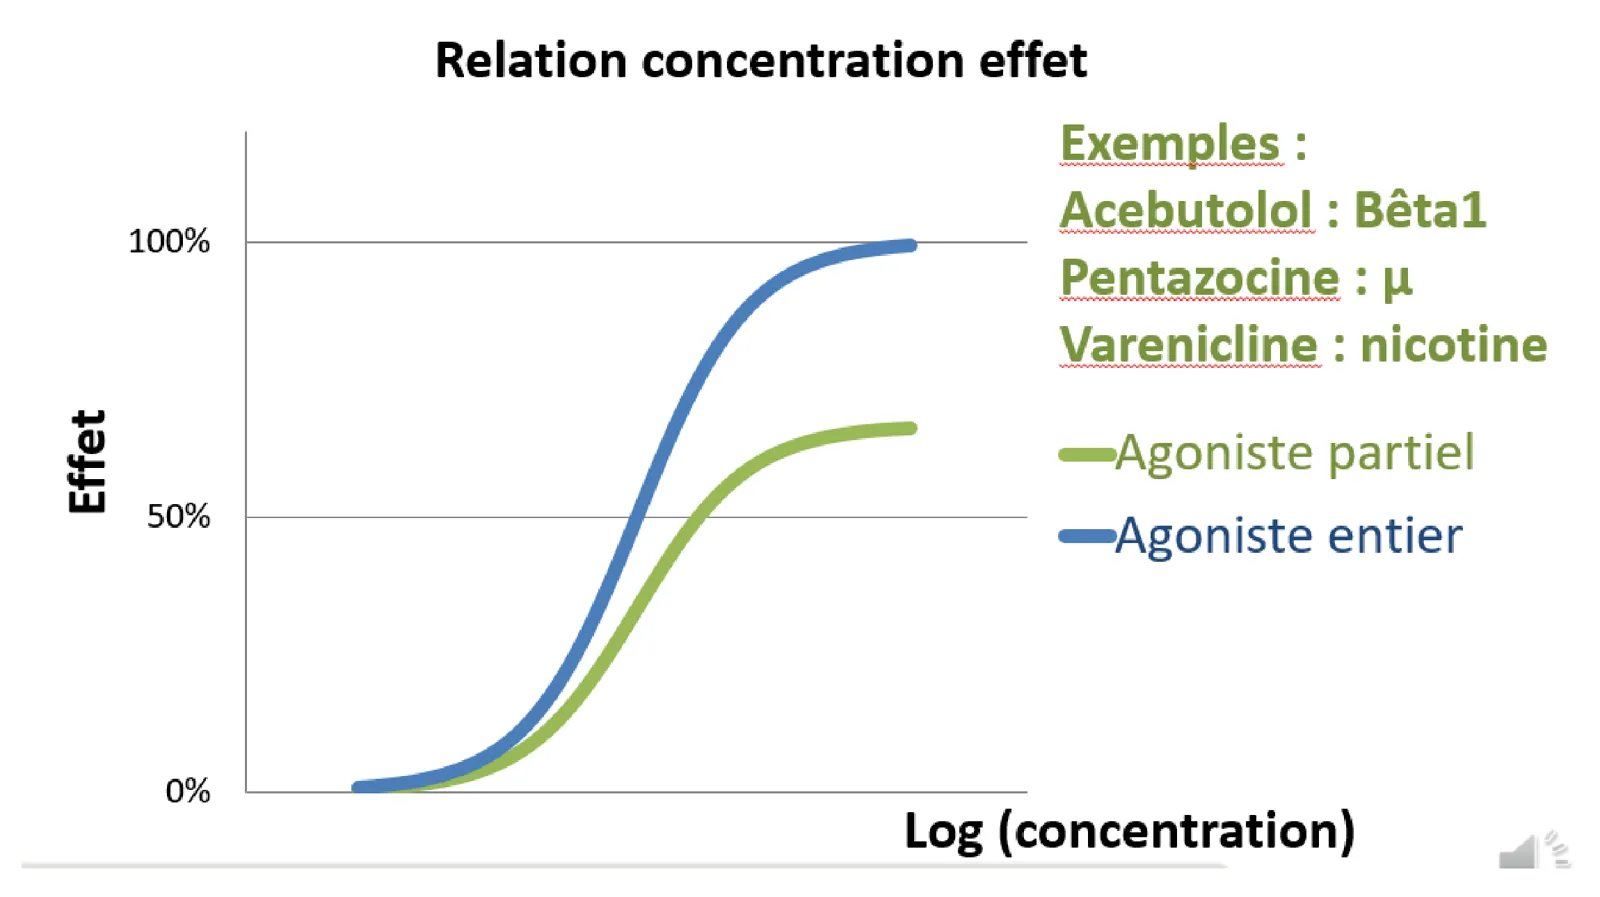 Relation concentration effet
Exemples :
Acebutolol : Bêta1
Pentazocine : µ
Varenicline : nicotine
Agoniste partiel
Agoniste entier
100%
50%
0%
Effet
Log (concentration)